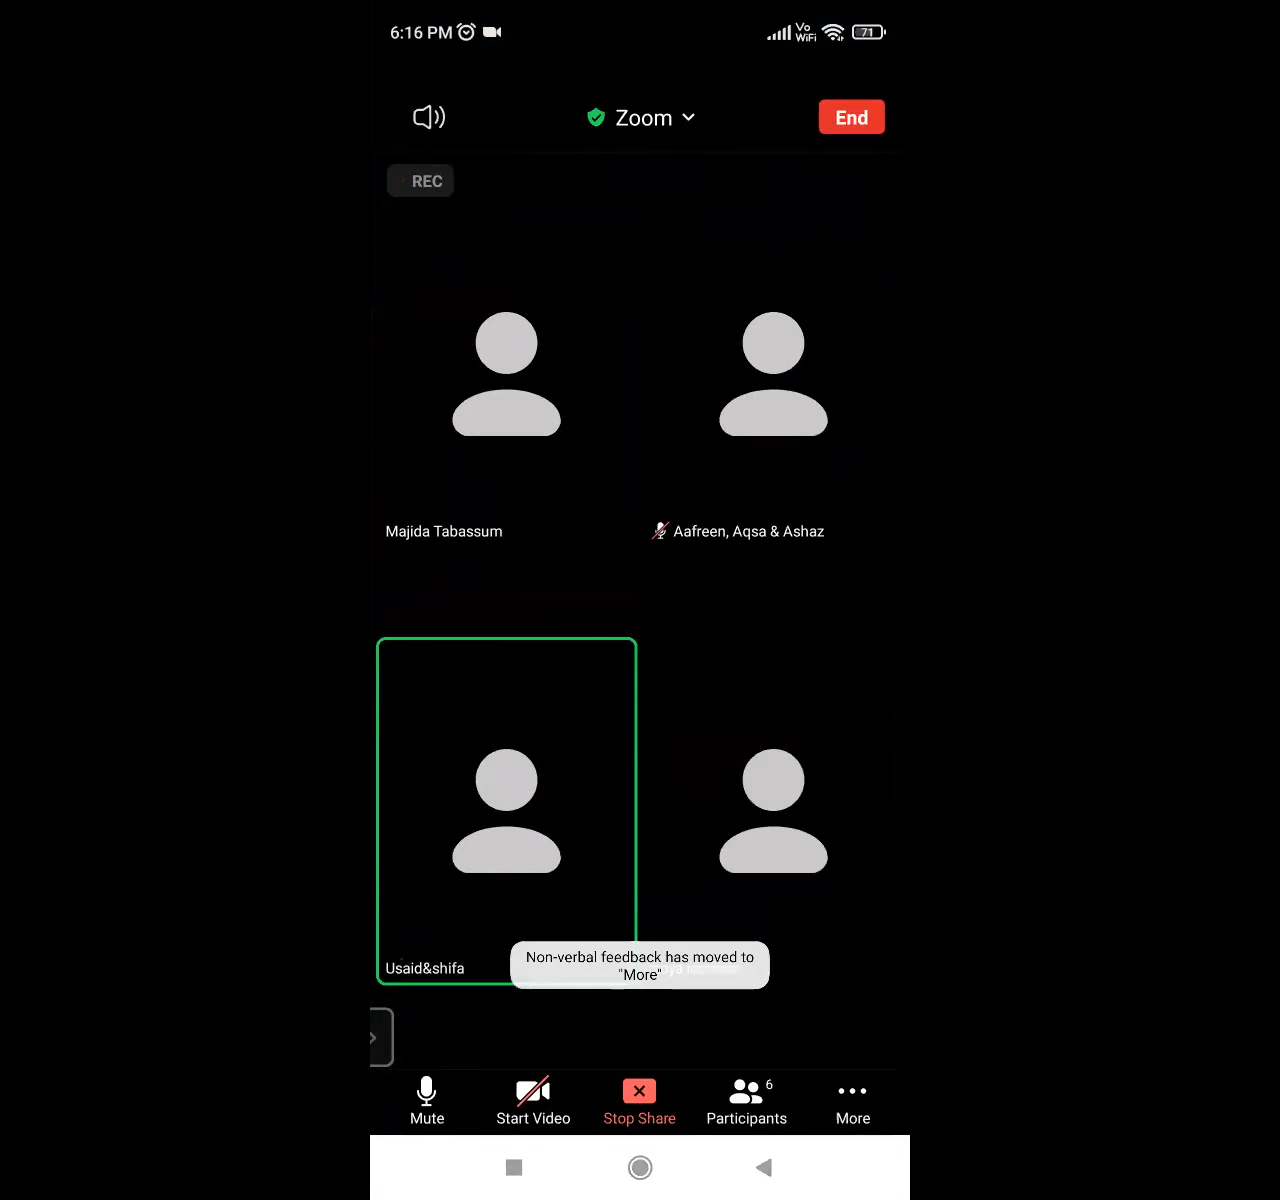 6:16 PM
Vo
WiFi
71
Zoom
End
REC
Majida Tabassum
Aafreen, Aqsa & Ashaz
Usaid&shifa
Non-verbal feedback has moved to
"More"
6
Mute
Start Video
Stop Share
Participants
More